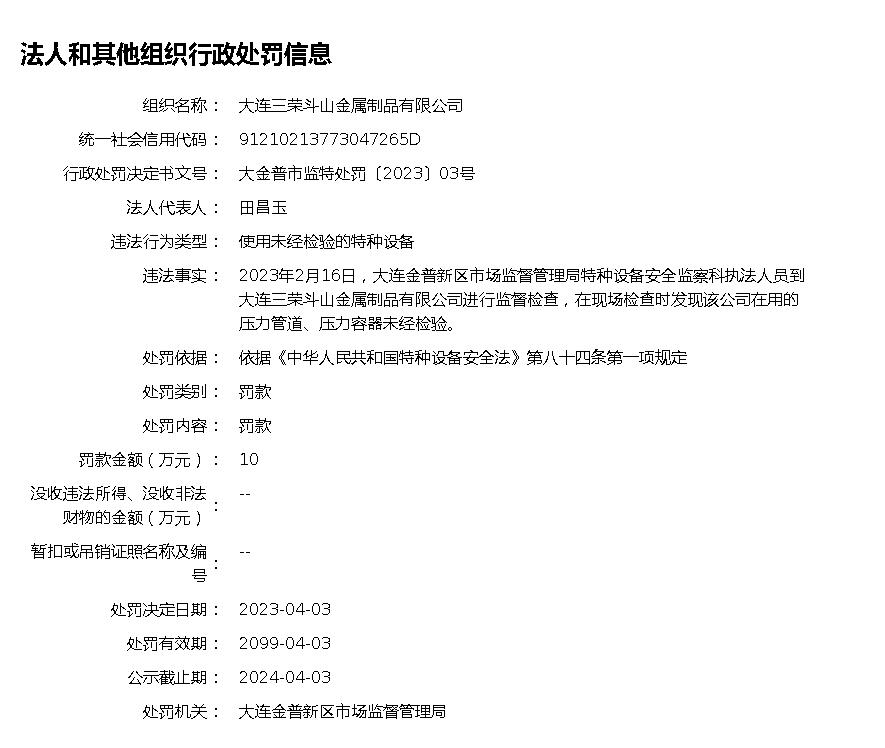 法人和其他组织行政处罚信息
组织名称： 大连三荣斗山金属制品有限公司
统一社会信用代码： 91210213773047265D
行政处罚决定书文号： 大金普市监特处罚〔2023〕03号
法人代表人： 田昌玉
违法行为类型： 使用未经检验的特种设备
违法事实： 2023年2月16日，大连金普新区市场监督管理局特种设备安全监察科执法人员到
大连三荣斗山金属制品有限公司进行监督检查，在现场检查时发现该公司在用的
压力管道、压力容器未经检验。
处罚依据： 依据《中华人民共和国特种设备安全法》第八十四条第一项规定
处罚类别： 罚款
处罚内容： 罚款
罚款金额（万元）： 10
没收违法所得、没收非法
财物的金额（万元）： --
暂扣或吊销证照名称及编
号： --
处罚决定日期： 2023-04-03
处罚有效期： 2099-04-03
公示截止期： 2024-04-03
处罚机关： 大连金普新区市场监督管理局